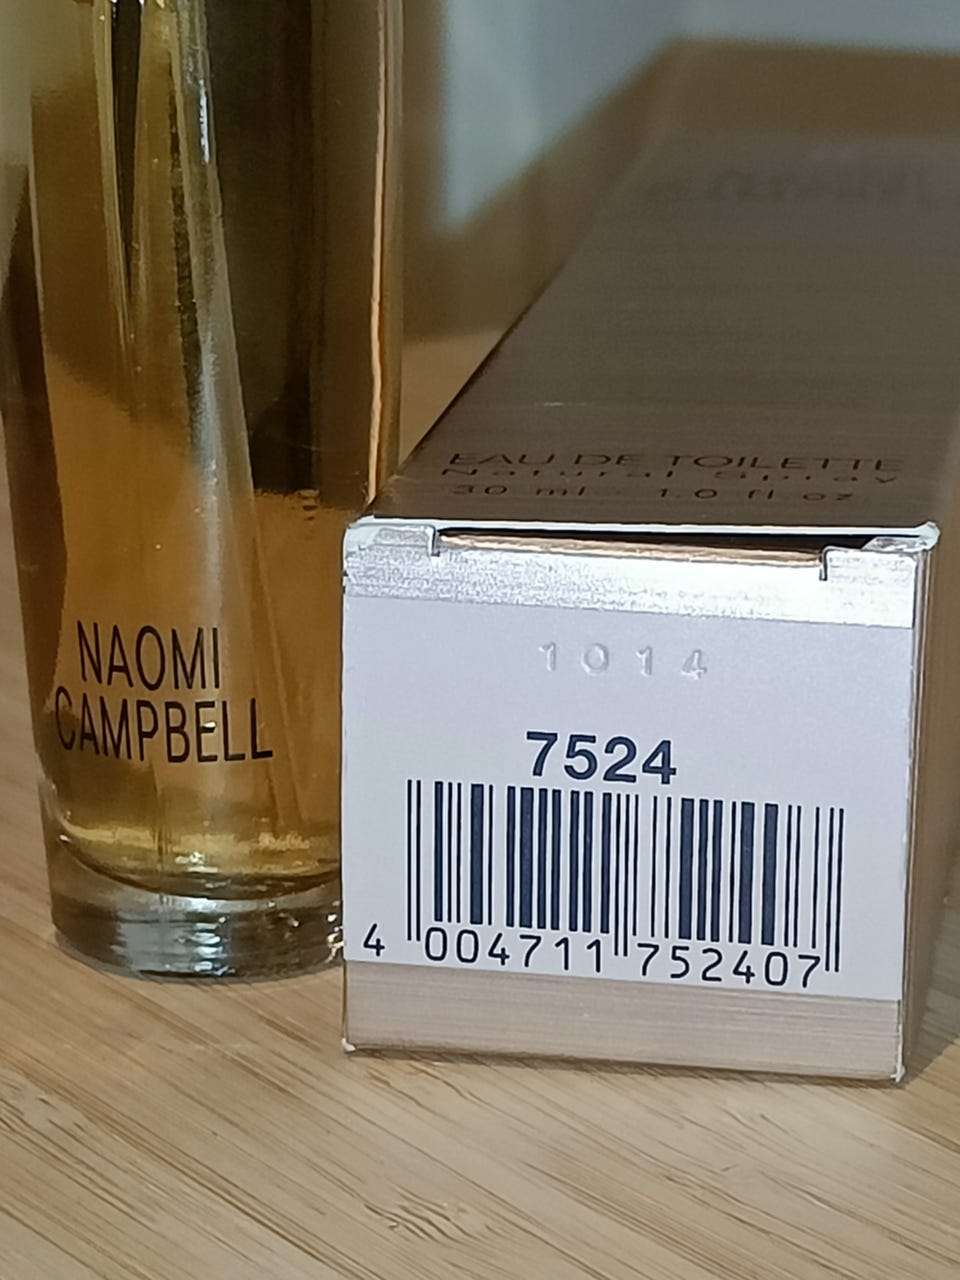 EAU DE TOILETTE
Natural Spray
30 ml - 1.0 fl.oz.
NAOMI
CAMPBELL
1014
7524
4 004711 752407